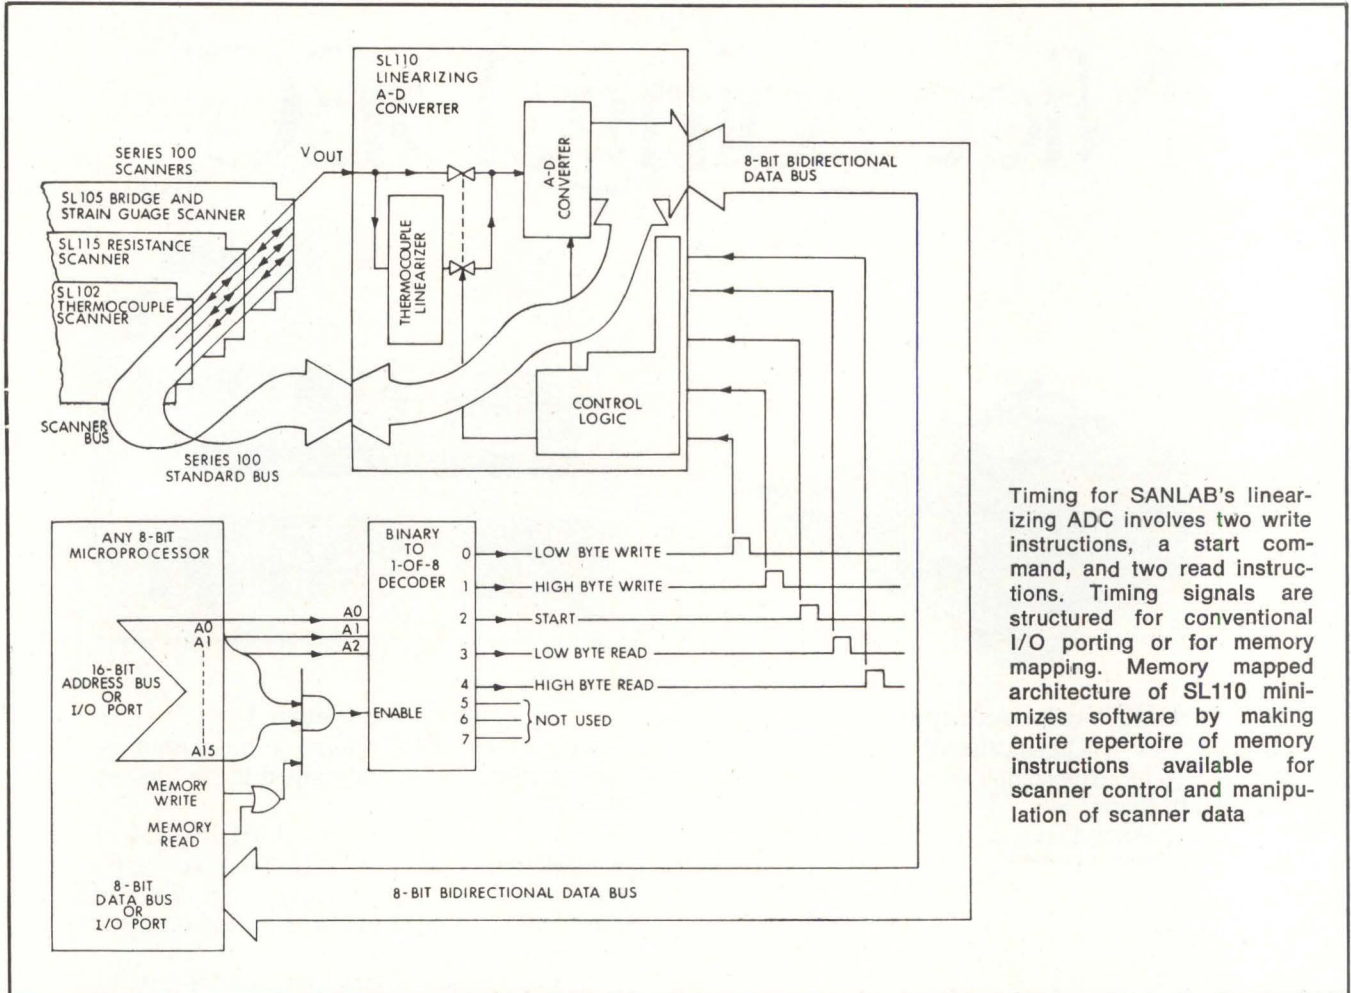 SL110
LINEARIZING
A-D
CONVERTER
SERIES 100
SCANNERS
V OUT
A-D
CONVERTER
8-BIT BIDIRECTIONAL
DATA BUS
SL105 BRIDGE AND
STRAIN GUAGE SCANNER
SL115 RESISTANCE
SCANNER
SL102
THERMOCOUPLE
SCANNER
THERMOCOUPLE
LINEARIZER
CONTROL
LOGIC
SCANNER
BUS
SERIES 100
STANDARD BUS
ANY 8-BIT
MICROPROCESSOR
BINARY
TO
1-OF-8
DECODER
A0
A1
A15
16-BIT
ADDRESS BUS
OR
I/O PORT
A0
A1
A2
ENABLE
0 LOW BYTE WRITE
1 HIGH BYTE WRITE
2 START
3 LOW BYTE READ
4 HIGH BYTE READ
5
6 NOT USED
7
MEMORY
WRITE
MEMORY
READ
8-BIT
DATA BUS
OR
I/O PORT
8-BIT BIDIRECTIONAL DATA BUS
Timing for SANLAB's linear-
izing ADC involves two write
instructions, a start com-
mand, and two read instruc-
tions. Timing signals are
structured for conventional
I/O porting or for memory
mapping. Memory mapped
architecture of SL110 mini-
mizes software by making
entire repertoire of memory
instructions available for
scanner control and manipu-
lation of scanner data